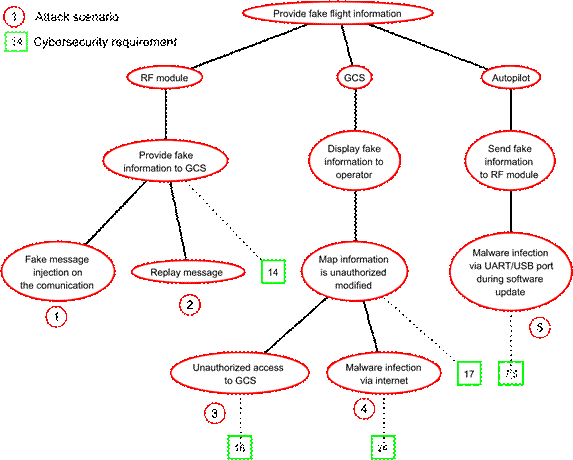 Provide fake flight information
1 Attack scenario
14 Cybersecurity requirement
RF module
GCS
Autopilot
Provide fake
information to GCS
Display fake
information to
operator
Send fake
information
to RF module
Fake message
injection on
the comunication
Replay message
14
Map information
is unauthorized
modified
Malware infection
via UART/USB port
during software
update
1
2
5
Unauthorized access
to GCS
Malware infection
via internet
17
3
4
16